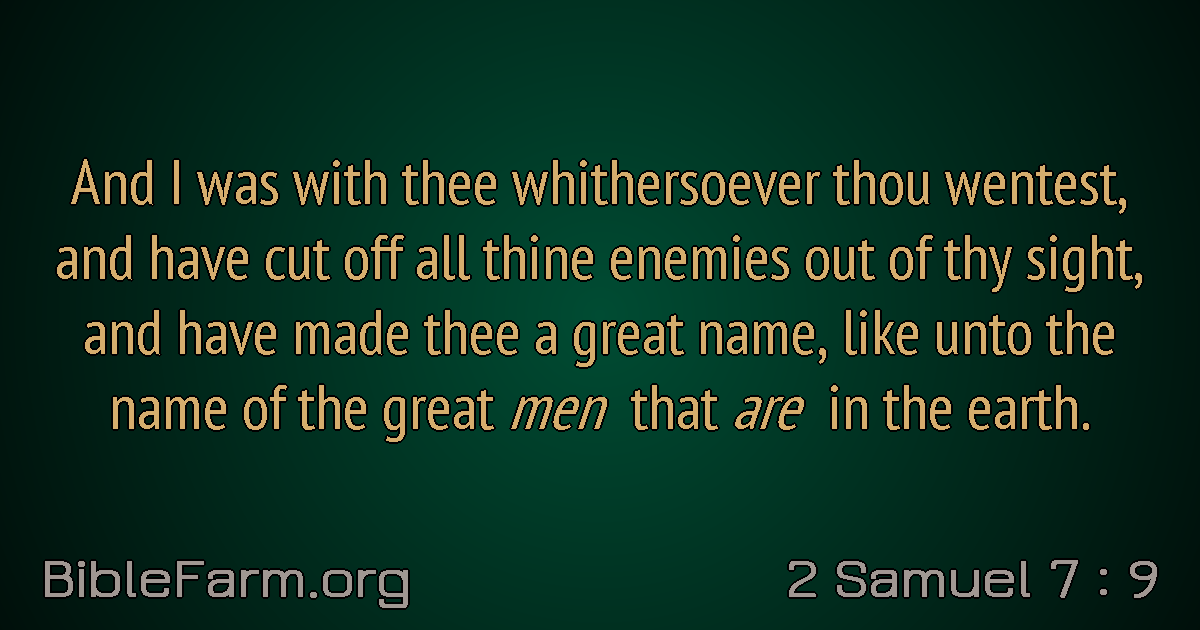 And I was with thee whithersoever thou wentest,
and have cut off all thine enemies out of thy sight,
and have made thee a great name, like unto the
name of the great men that are in the earth.
BibleFarm.org
2 Samuel 7 : 9